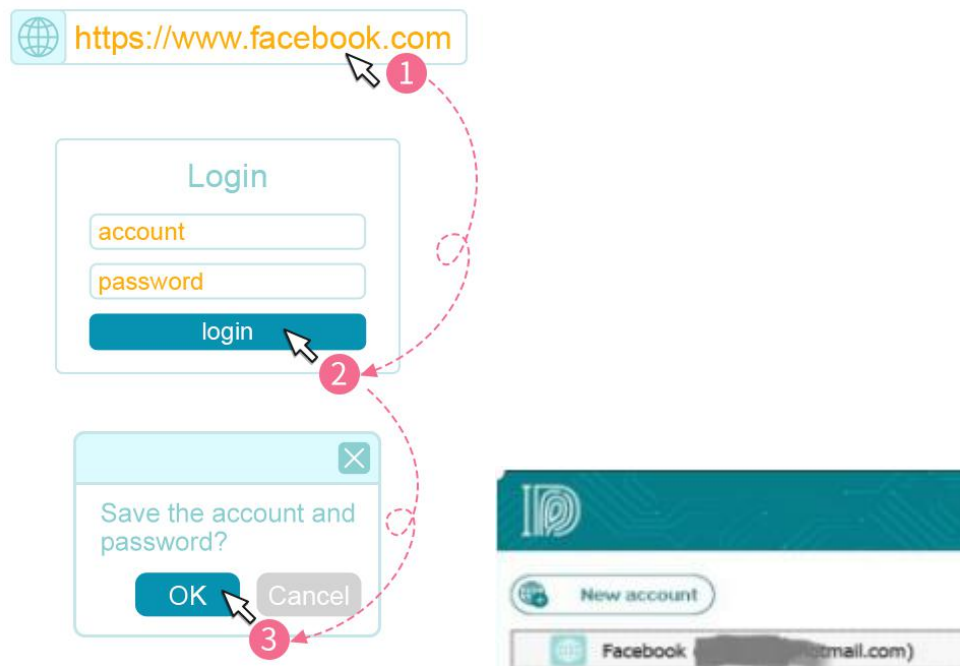 https://www.facebook.com
1
Login
account
password
login
2
Save the account and
password?
OK
Cancel
3
ID
New account
Facebook (
tmail.com)